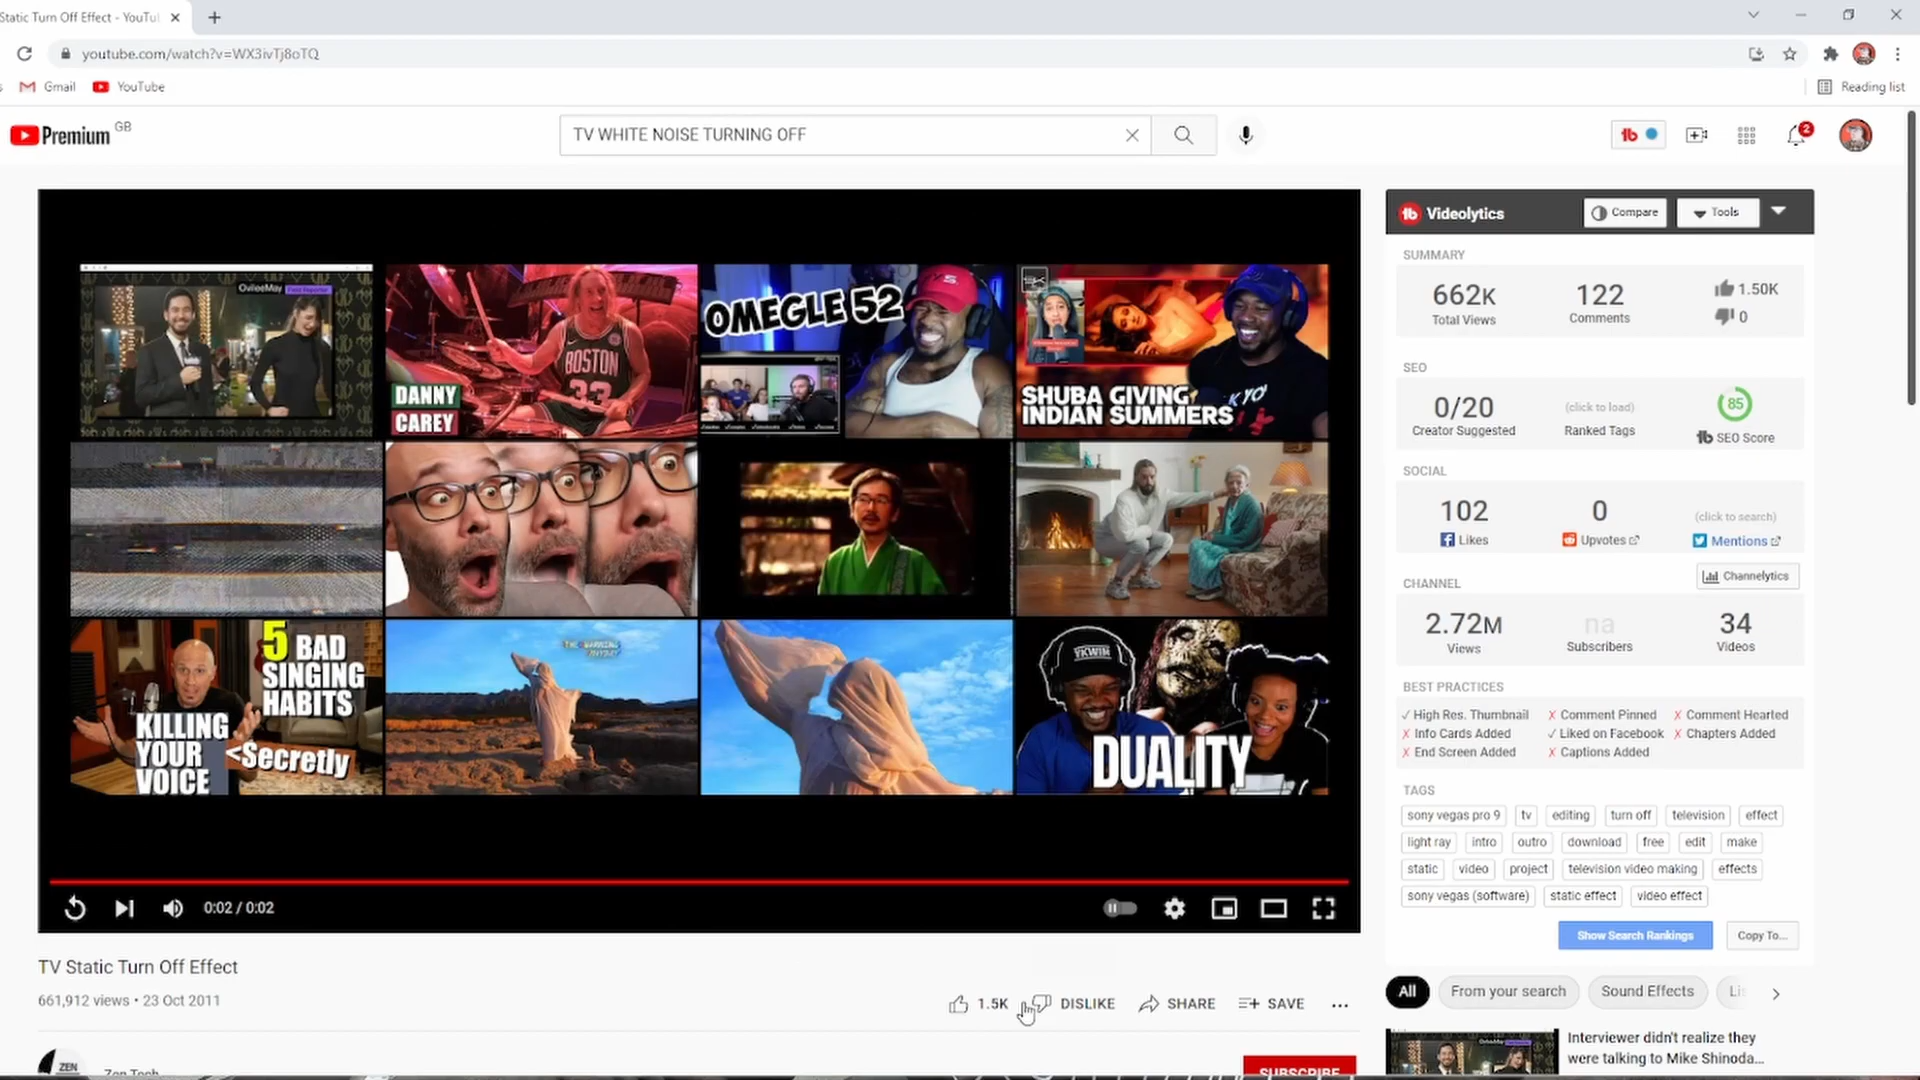 Static Turn Off Effect - YouTu
youtube.com/watch?v=WX3ivTj8oTQ
Gmail
YouTube
Reading list
Premium GB
TV WHITE NOISE TURNING OFF
2
OvileeMay Field Reporter
DANNY
CAREY
BOSTON
33
OMEGLE 52
SHUBA GIVING
INDIAN SUMMERS
5 BAD
SINGING
HABITS
KILLING
YOUR
VOICE
<Secretly
DUALITY
0:02 / 0:02
TV Static Turn Off Effect
661,912 views • 23 Oct 2011
1.5K
DISLIKE
SHARE
SAVE
ZEN
Zen Tech
SUBSCRIBE
Videolytics
Compare
Tools
SUMMARY
662K
Total Views
122
Comments
1.50K
0
SEO
0/20
Creator Suggested
(click to load)
Ranked Tags
85
SEO Score
SOCIAL
102
Likes
0
Upvotes
(click to search)
Mentions
CHANNEL
Channelytics
2.72M
Views
na
Subscribers
34
Videos
BEST PRACTICES
✓ High Res. Thumbnail ✗ Comment Pinned ✗ Comment Hearted
✗ Info Cards Added ✓ Liked on Facebook ✗ Chapters Added
✗ End Screen Added ✗ Captions Added
TAGS
sony vegas pro 9 tv editing turn off television effect
light ray intro outro download free edit make
static video project television video making effects
sony vegas (software) static effect video effect
Show Search Rankings
Copy To...
All
From your search
Sound Effects
Interviewer didn't realize they
were talking to Mike Shinoda...